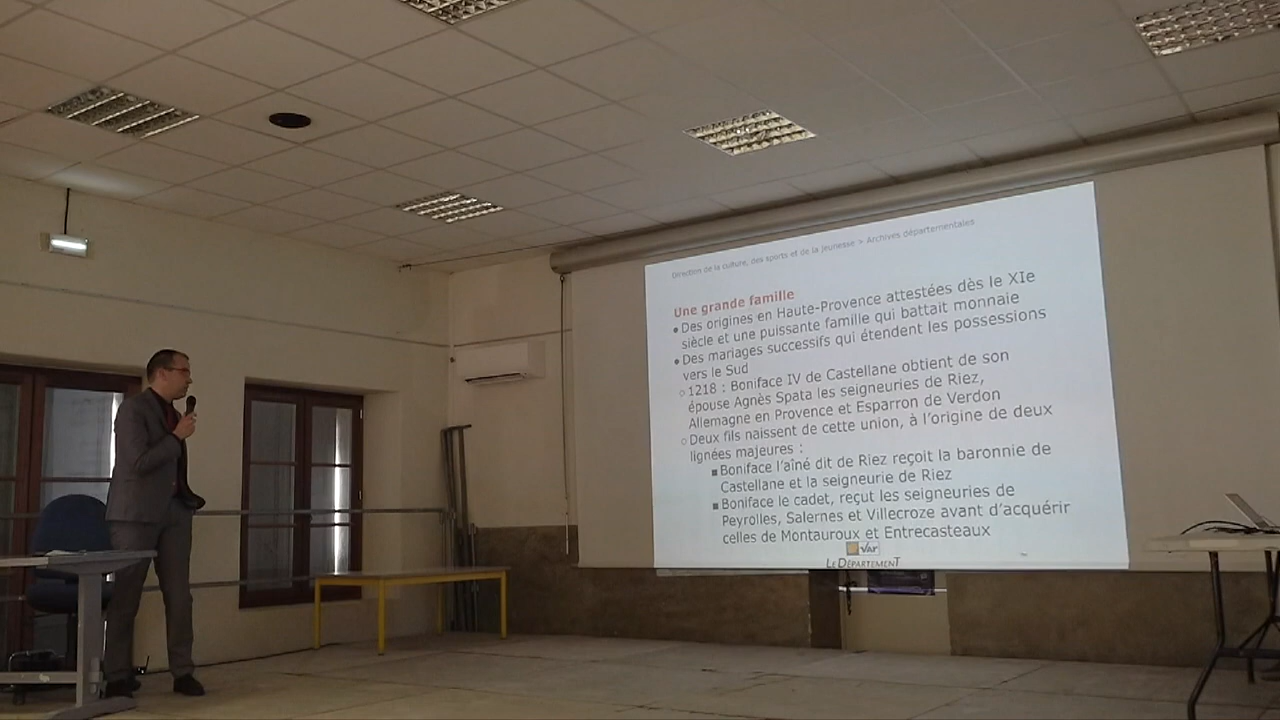 Direction de la culture, des sports et de la jeunesse > Archives départementales
Une grande famille
• Des origines en Haute-Provence attestées dès le XIe
siècle et une puissante famille qui battait monnaie
• Des mariages successifs qui étendent les possessions
vers le Sud
○ 1218 : Boniface IV de Castellane obtient de son
épouse Agnès Spata les seigneuries de Riez,
Allemagne en Provence et Esparron de Verdon
○ Deux fils naissent de cette union, à l'origine de deux
lignées majeures :
■ Boniface l'aîné dit de Riez reçoit la baronnie de
Castellane et la seigneurie de Riez
■ Boniface le cadet, reçut les seigneuries de
Peyrolles, Salernes et Villecroze avant d'acquérir
celles de Montauroux et Entrecasteaux
Var
LE DÉPARTEMENT